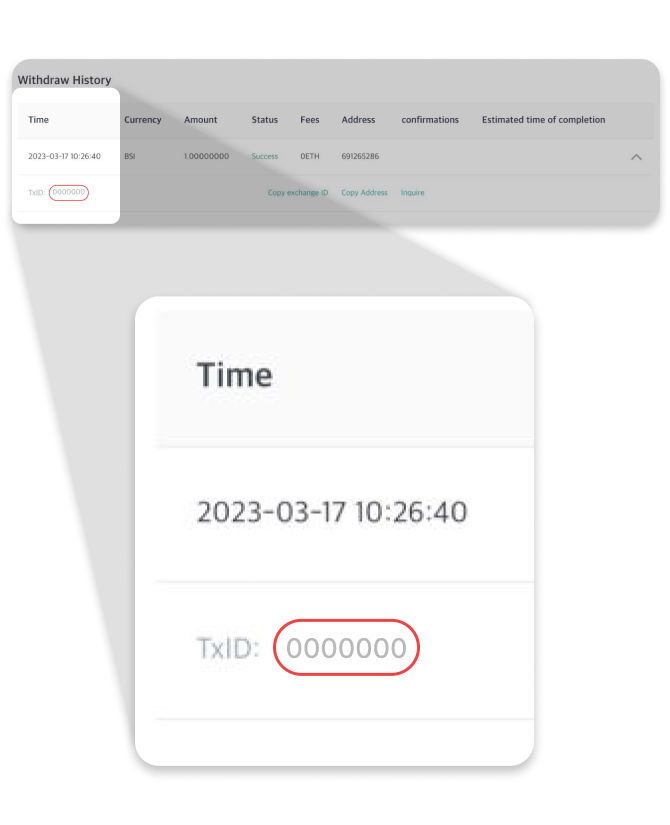 Withdraw History
Time Currency Amount Status Fees Address confirmations Estimated time of completion
2023-03-17 10:26:40 BSI 1.00000000 Success 0ETH 691265286
TxID: 0000000 Copy exchange ID Copy Address Inquire
Time
2023-03-17 10:26:40
TxID: 0000000